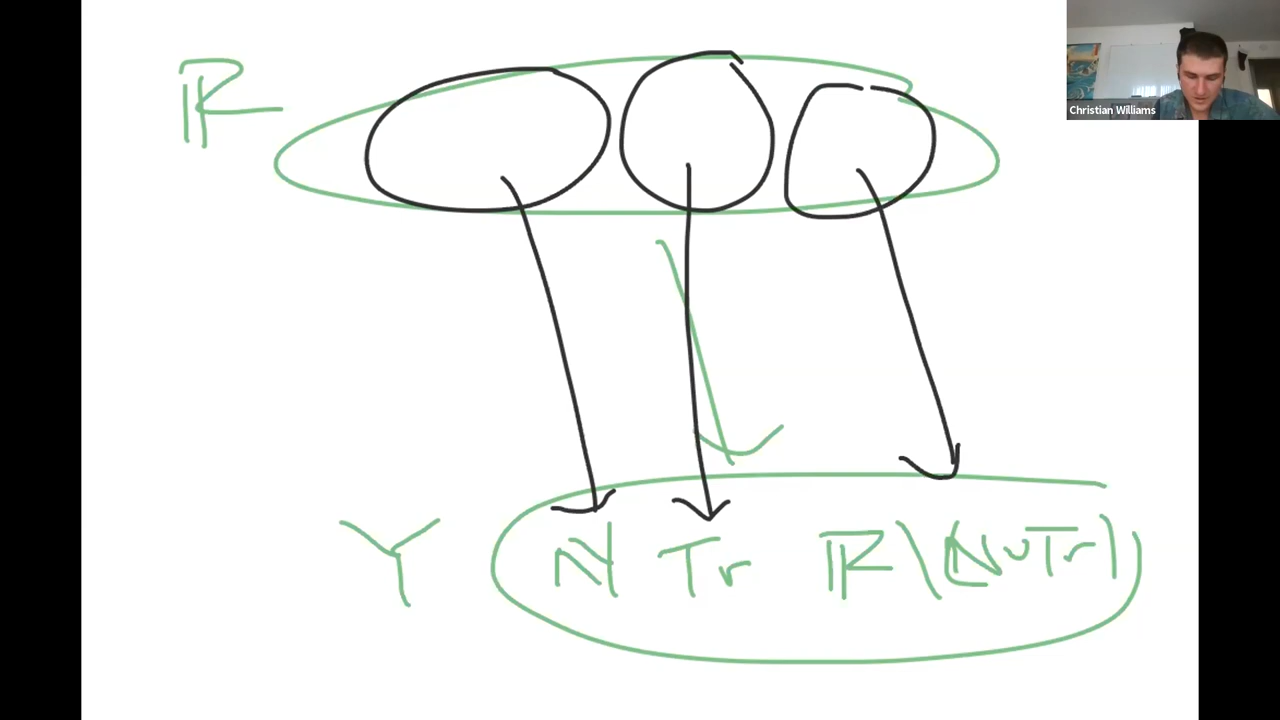 ℝ
Christian Williams
Y ℕ Tr ℝ\(ℕ∪Tr)